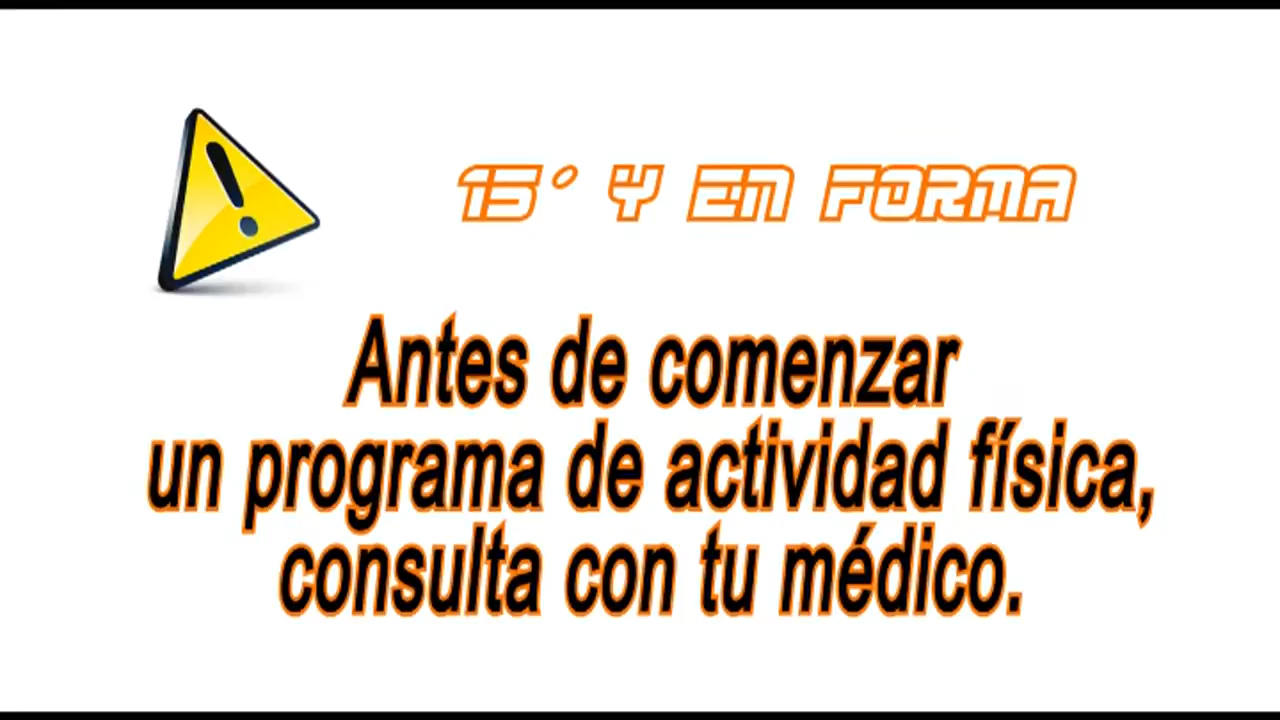 15´ Y EN FORMA
Antes de comenzar
un programa de actividad física,
consulta con tu médico.